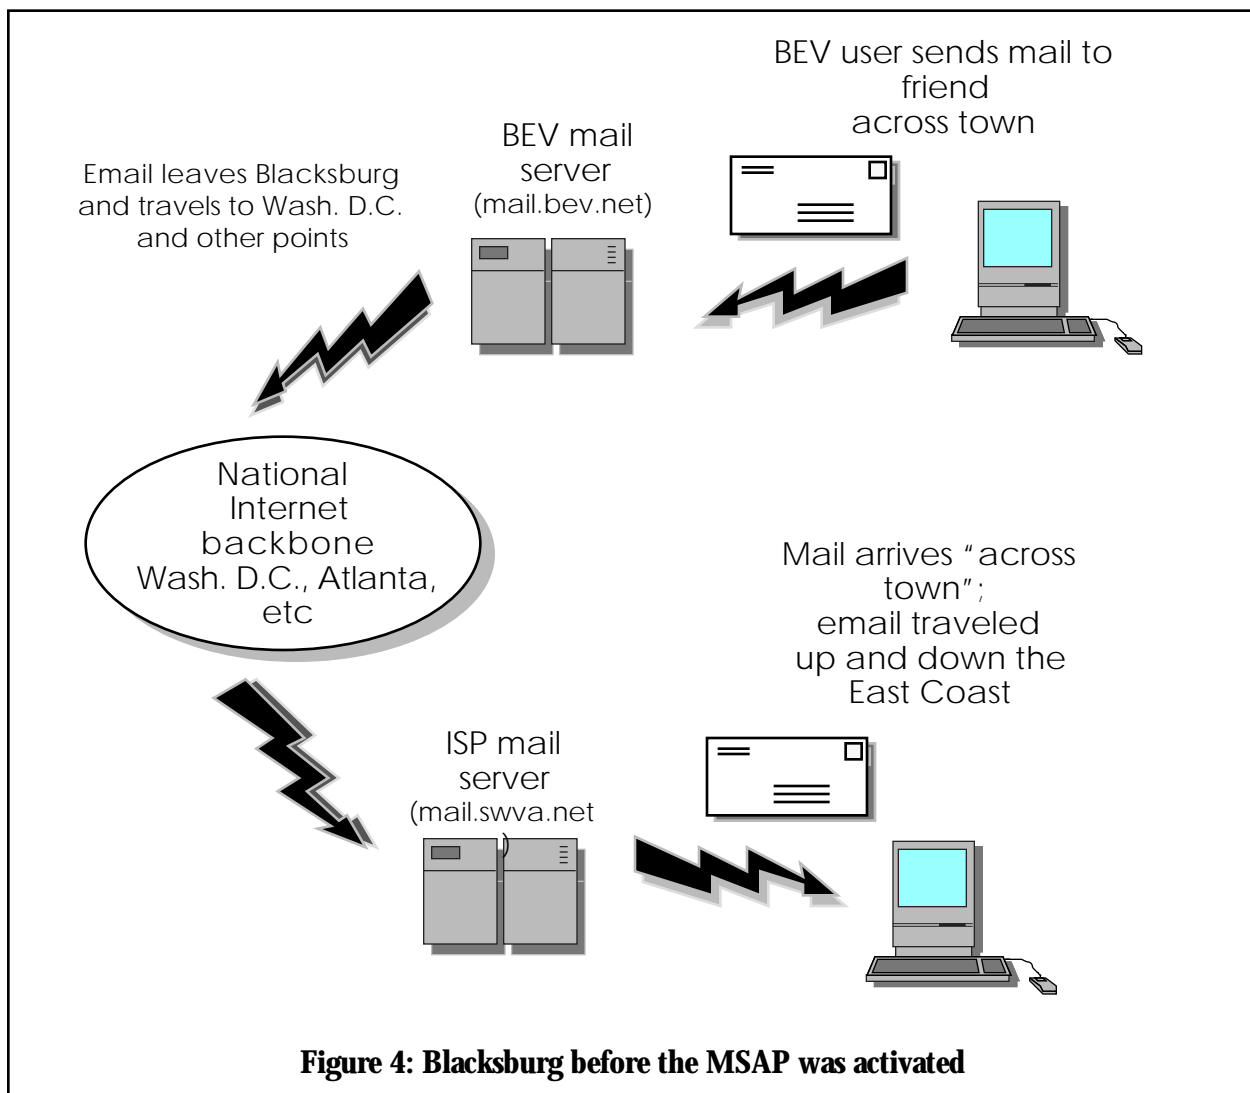 BEV user sends mail to
friend
across town
BEV mail
server
(mail.bev.net)
Email leaves Blacksburg
and travels to Wash. D.C.
and other points
National
Internet
backbone
Wash. D.C., Atlanta,
etc
Mail arrives "across
town";
email traveled
up and down the
East Coast
ISP mail
server
(mail.swva.net
)
Figure 4: Blacksburg before the MSAP was activated